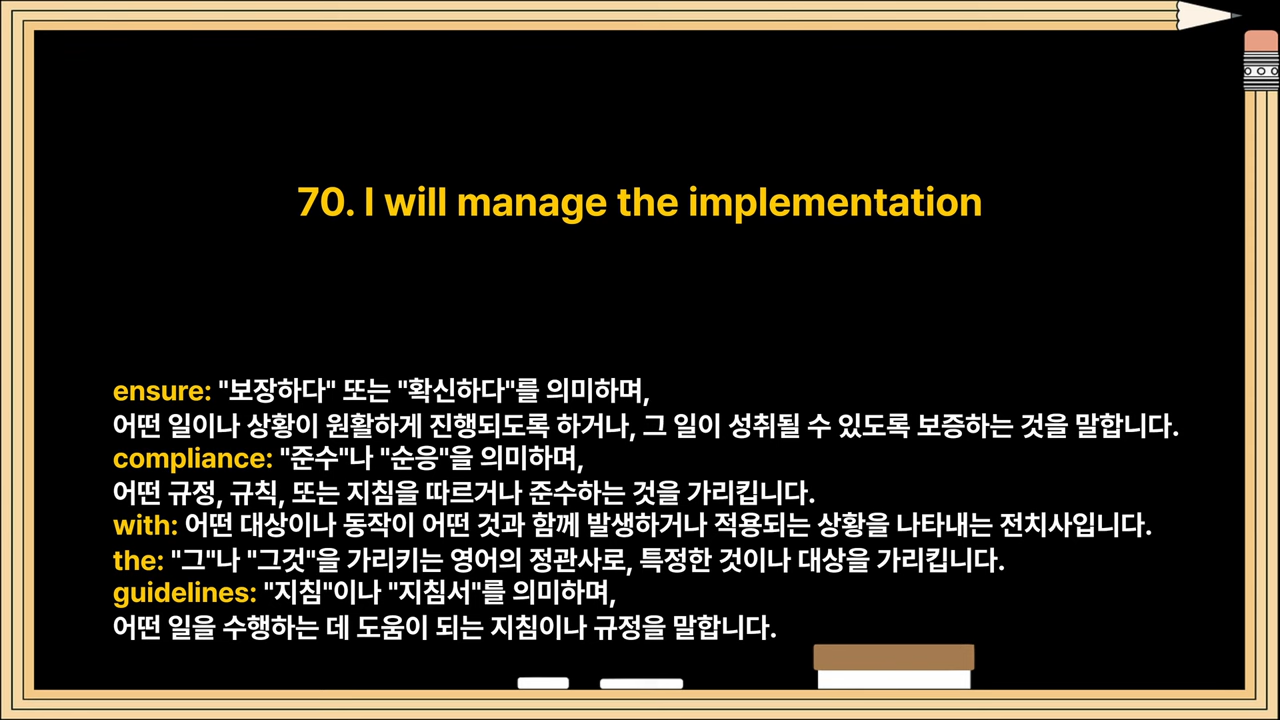 70. I will manage the implementation
ensure: "보장하다" 또는 "확신하다"를 의미하며,
어떤 일이나 상황이 원활하게 진행되도록 하거나, 그 일이 성취될 수 있도록 보증하는 것을 말합니다.
compliance: "준수"나 "순응"을 의미하며,
어떤 규정, 규칙, 또는 지침을 따르거나 준수하는 것을 가리킵니다.
with: 어떤 대상이나 동작이 어떤 것과 함께 발생하거나 적용되는 상황을 나타내는 전치사입니다.
the: "그"나 "그것"을 가리키는 영어의 정관사로, 특정한 것이나 대상을 가리킵니다.
guidelines: "지침"이나 "지침서"를 의미하며,
어떤 일을 수행하는 데 도움이 되는 지침이나 규정을 말합니다.